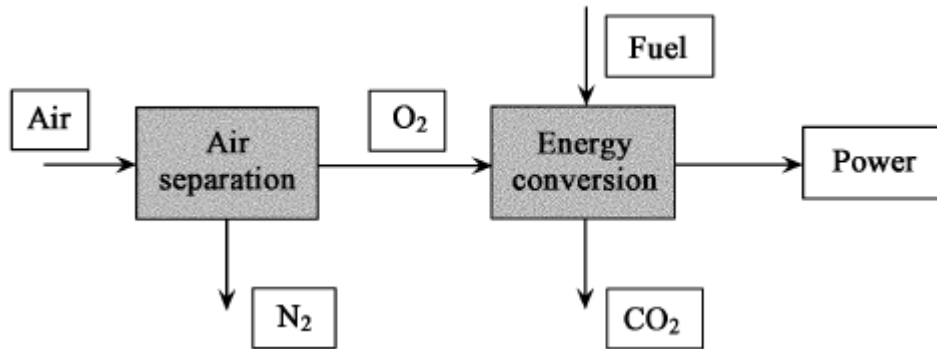 Fuel
Air
O₂
Air
separation
Energy
conversion
Power
N₂
CO₂